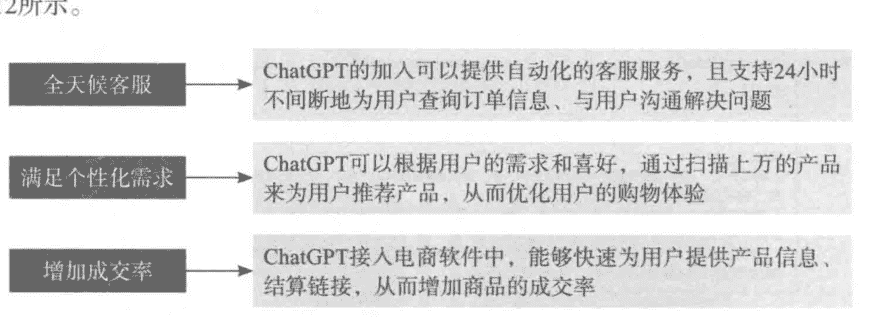 12所示。
全天候客服
ChatGPT的加入可以提供自动化的客服服务，且支持24小时
不间断地为用户查询订单信息、与用户沟通解决问题
满足个性化需求
ChatGPT可以根据用户的需求和喜好，通过扫描上万的产品
来为用户推荐产品，从而优化用户的购物体验
增加成交率
ChatGPT接入电商软件中，能够快速为用户提供产品信息、
结算链接，从而增加商品的成交率